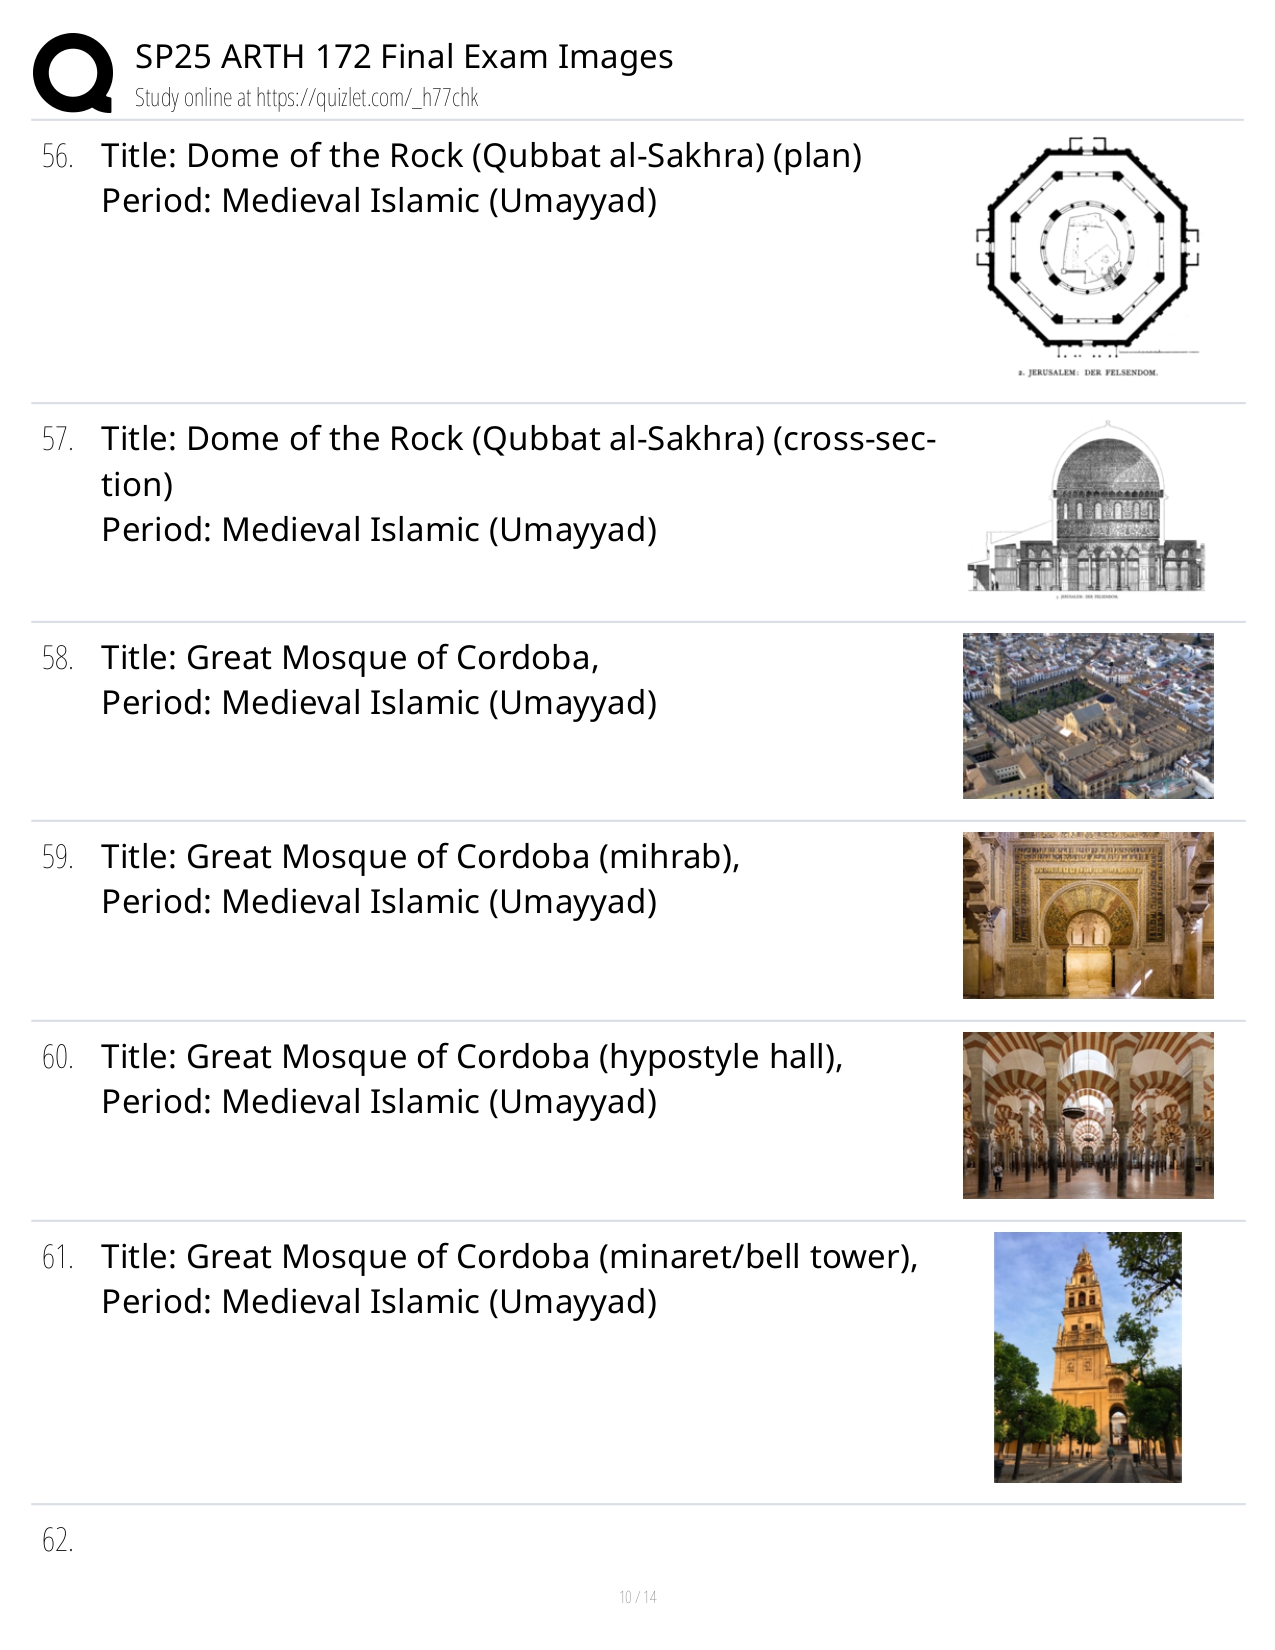 SP25 ARTH 172 Final Exam Images
Study online at https://quizlet.com/_h77chk
56. Title: Dome of the Rock (Qubbat al-Sakhra) (plan)
Period: Medieval Islamic (Umayyad)
2. JERUSALEM: DER FELSENDOM.
57. Title: Dome of the Rock (Qubbat al-Sakhra) (cross-sec-
tion)
Period: Medieval Islamic (Umayyad)
58. Title: Great Mosque of Cordoba,
Period: Medieval Islamic (Umayyad)
59. Title: Great Mosque of Cordoba (mihrab),
Period: Medieval Islamic (Umayyad)
60. Title: Great Mosque of Cordoba (hypostyle hall),
Period: Medieval Islamic (Umayyad)
61. Title: Great Mosque of Cordoba (minaret/bell tower),
Period: Medieval Islamic (Umayyad)
62.
10 / 14